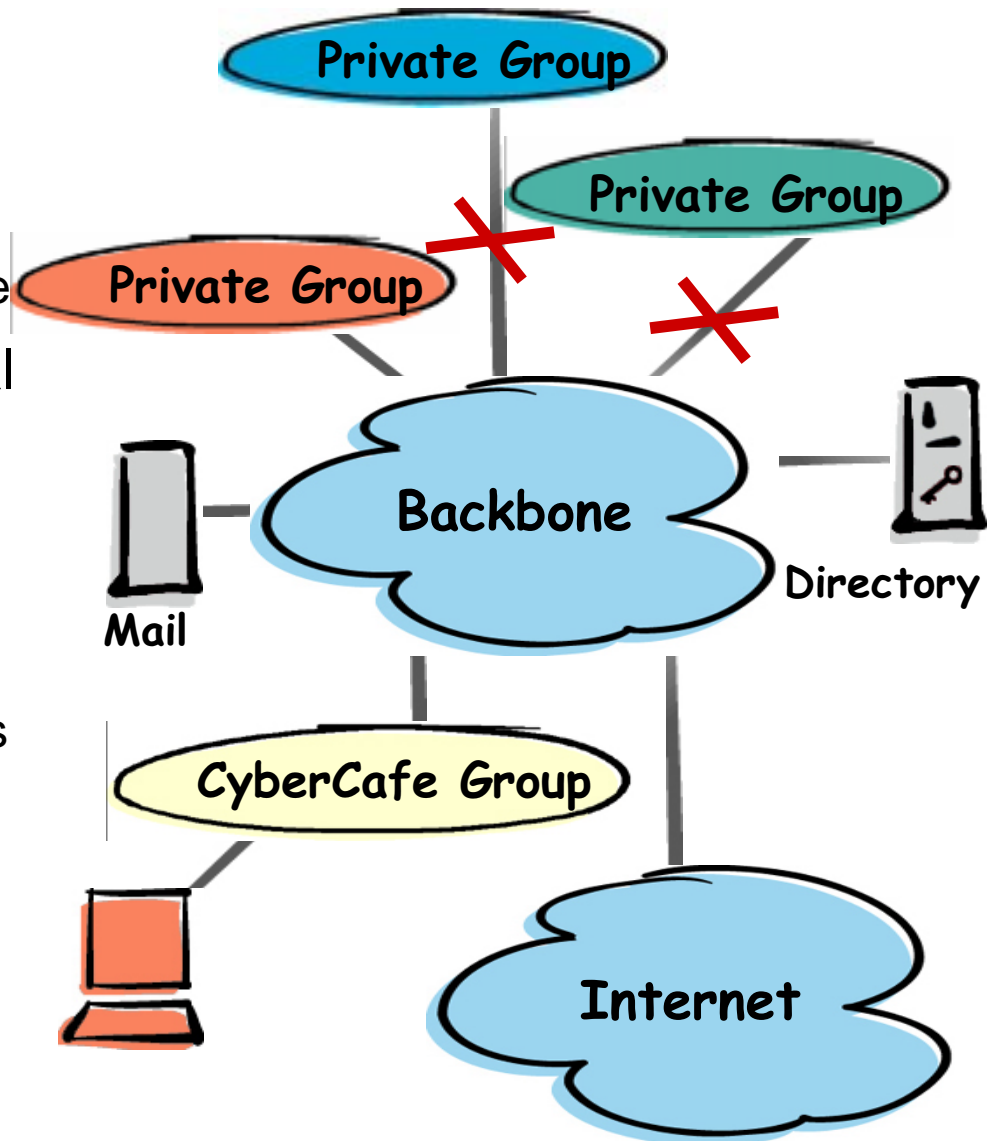 Private Group
Private Group
Private Group
e
l
Backbone
Directory
Mail
s
CyberCafe Group
Internet